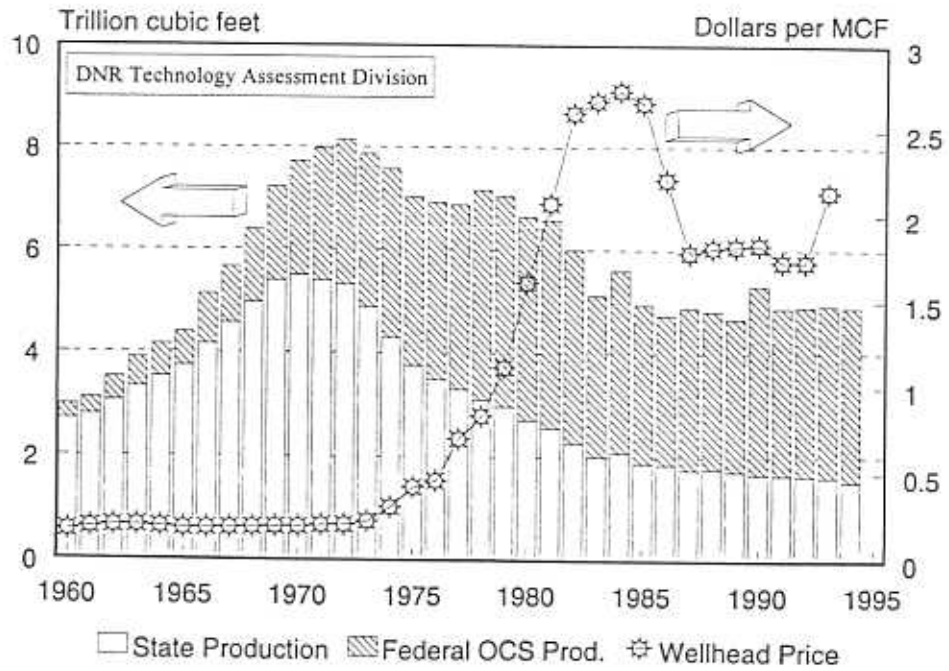 Trillion cubic feet
Dollars per MCF
DNR Technology Assessment Division
10
8
6
4
2
0
3
2.5
2
1.5
1
0.5
0
1960 1965 1970 1975 1980 1985 1990 1995
State Production Federal OCS Prod. Wellhead Price